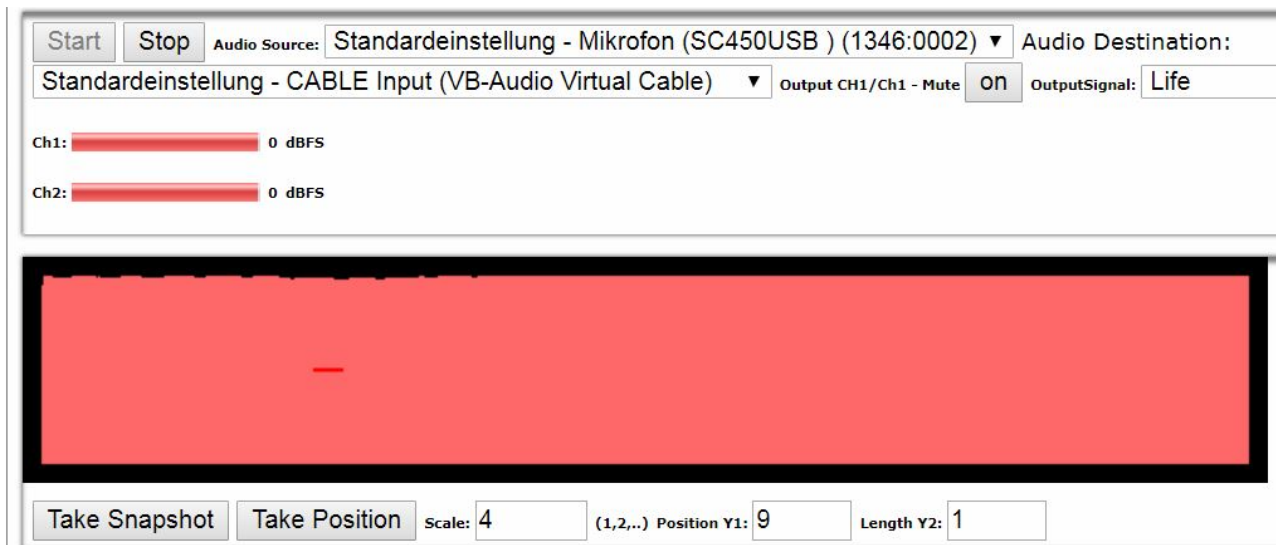 Start Stop Audio Source: Standardeinstellung - Mikrofon (SC450USB ) (1346:0002) ▼ Audio Destination:
Standardeinstellung - CABLE Input (VB-Audio Virtual Cable) ▼ Output CH1/Ch1 - Mute on OutputSignal: Life
Ch1: 0 dBFS
Ch2: 0 dBFS
Take Snapshot Take Position Scale: 4 (1,2,..) Position Y1: 9 Length Y2: 1